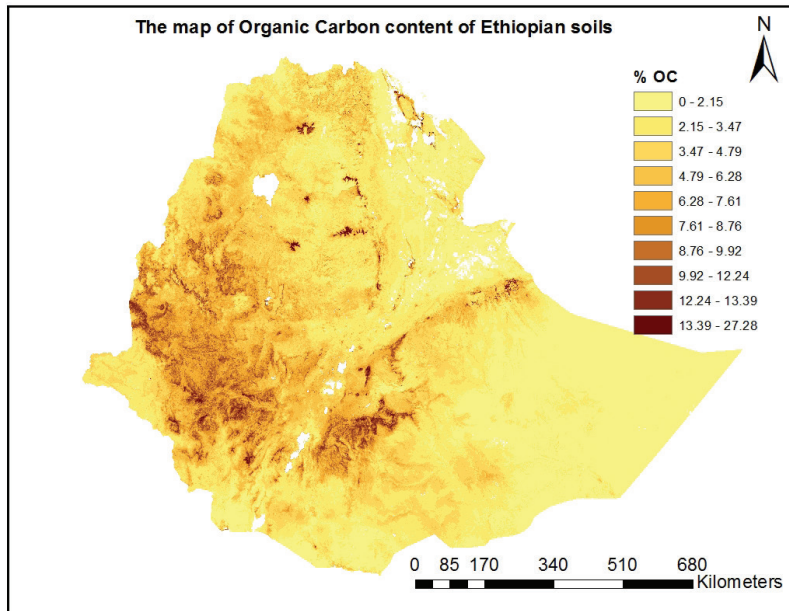 The map of Organic Carbon content of Ethiopian soils
N
% OC
0 - 2.15
2.15 - 3.47
3.47 - 4.79
4.79 - 6.28
6.28 - 7.61
7.61 - 8.76
8.76 - 9.92
9.92 - 12.24
12.24 - 13.39
13.39 - 27.28
0 85 170 340 510 680
Kilometers